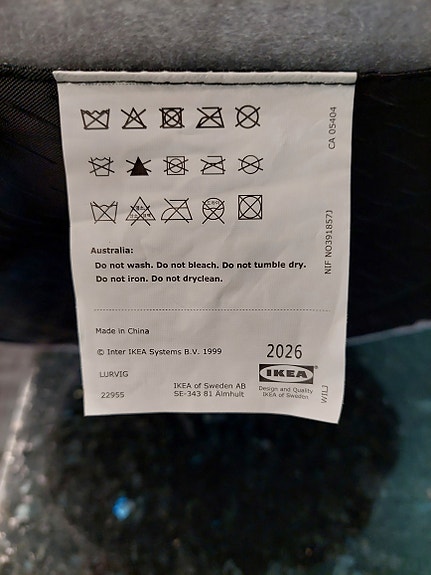 Australia:
Do not wash. Do not bleach. Do not tumble dry.
Do not iron. Do not dryclean.
Made in China
© Inter IKEA Systems B.V. 1999
LURVIG
22955
IKEA of Sweden AB
SE-343 81 Älmhult
2026
IKEA
Design and Quality
IKEA of Sweden
CA 05404
NIF NO391857J
WILJ